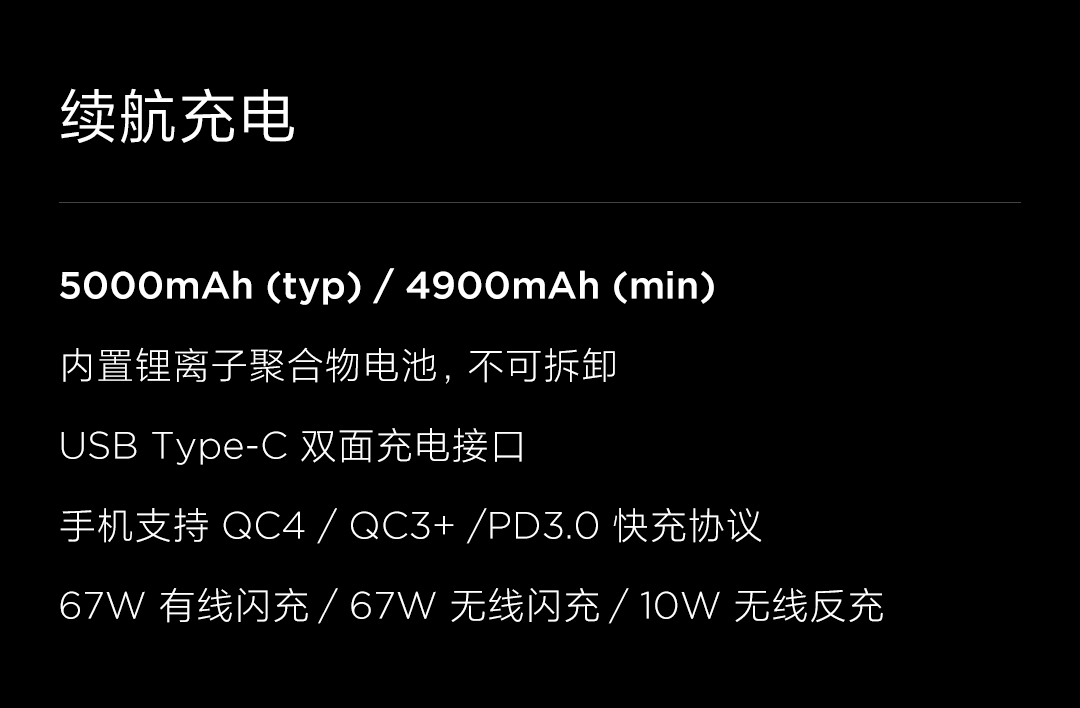 续航充电
5000mAh (typ) / 4900mAh (min)
内置锂离子聚合物电池，不可拆卸
USB Type-C 双面充电接口
手机支持 QC4 / QC3+ /PD3.0 快充协议
67W 有线闪充 / 67W 无线闪充 / 10W 无线反充